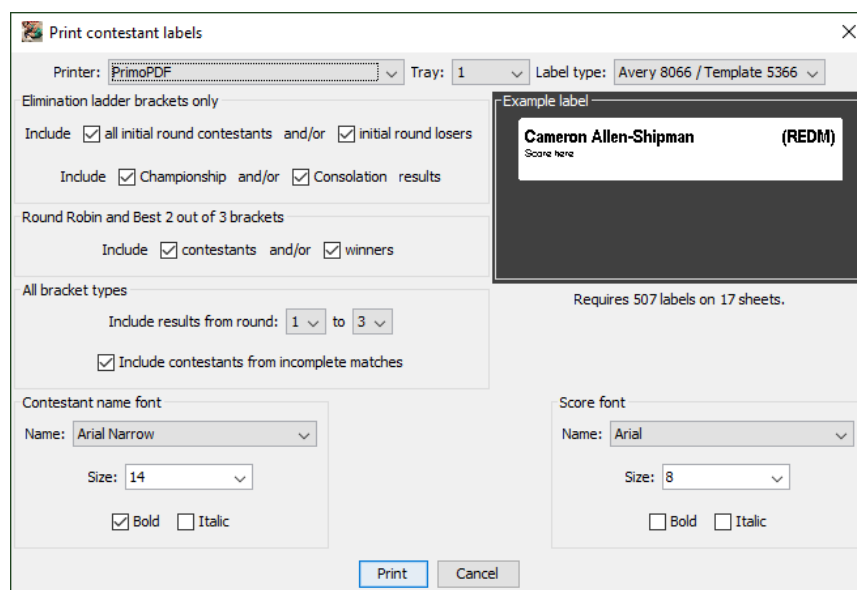 Print contestant labels
Printer: PrimoPDF Tray: 1 Label type: Avery 8066 / Template 5366
Elimination ladder brackets only
Include all initial round contestants and/or initial round losers
Include Championship and/or Consolation results
Example label
Cameron Allen-Shipman (REDM)
Score here
Round Robin and Best 2 out of 3 brackets
Include contestants and/or winners
All bracket types
Include results from round: 1 to 3
Include contestants from incomplete matches
Requires 507 labels on 17 sheets.
Contestant name font
Name: Arial Narrow
Size: 14
Bold Italic
Score font
Name: Arial
Size: 8
Bold Italic
Print Cancel